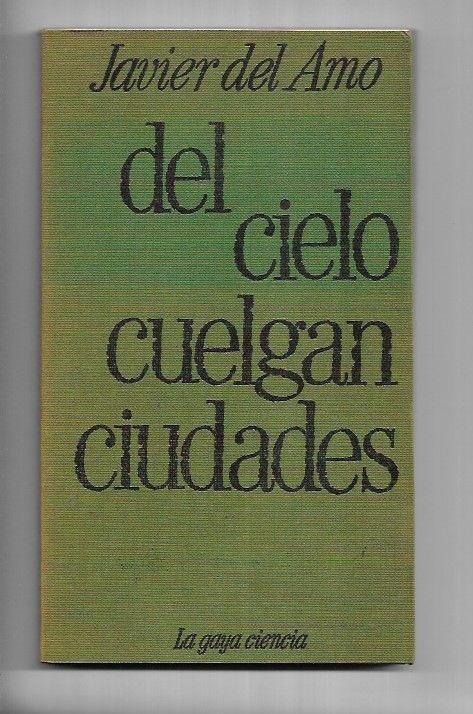 Javier del Amo
del
cielo
cuelgan
ciudades
La gaya ciencia